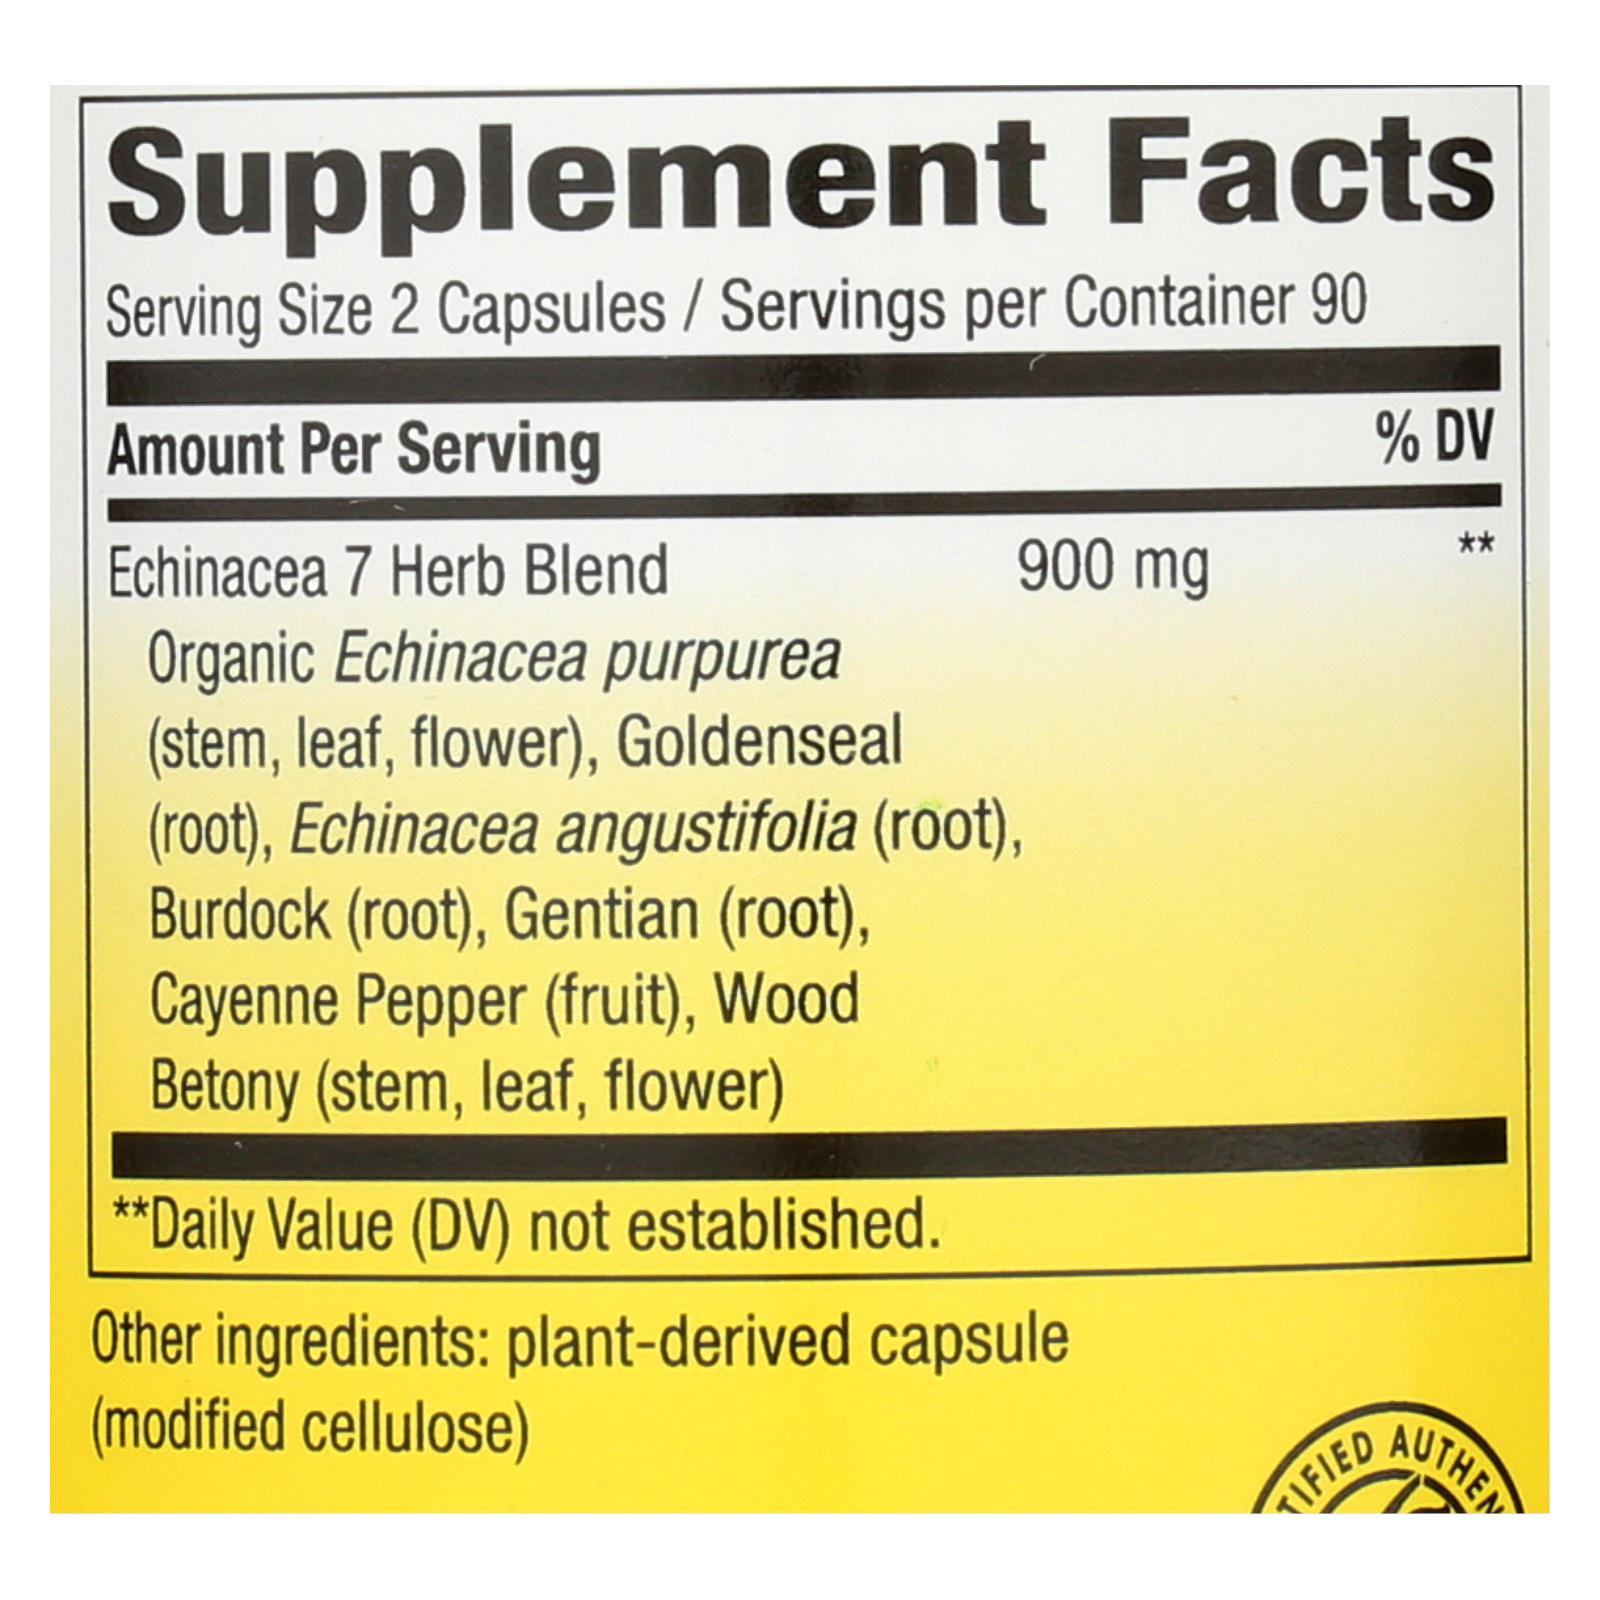 Supplement Facts
Serving Size 2 Capsules / Servings per Container 90
Amount Per Serving % DV
Echinacea 7 Herb Blend 900 mg **
Organic Echinacea purpurea
(stem, leaf, flower), Goldenseal
(root), Echinacea angustifolia (root),
Burdock (root), Gentian (root),
Cayenne Pepper (fruit), Wood
Betony (stem, leaf, flower)
**Daily Value (DV) not established.
Other ingredients: plant-derived capsule
(modified cellulose)